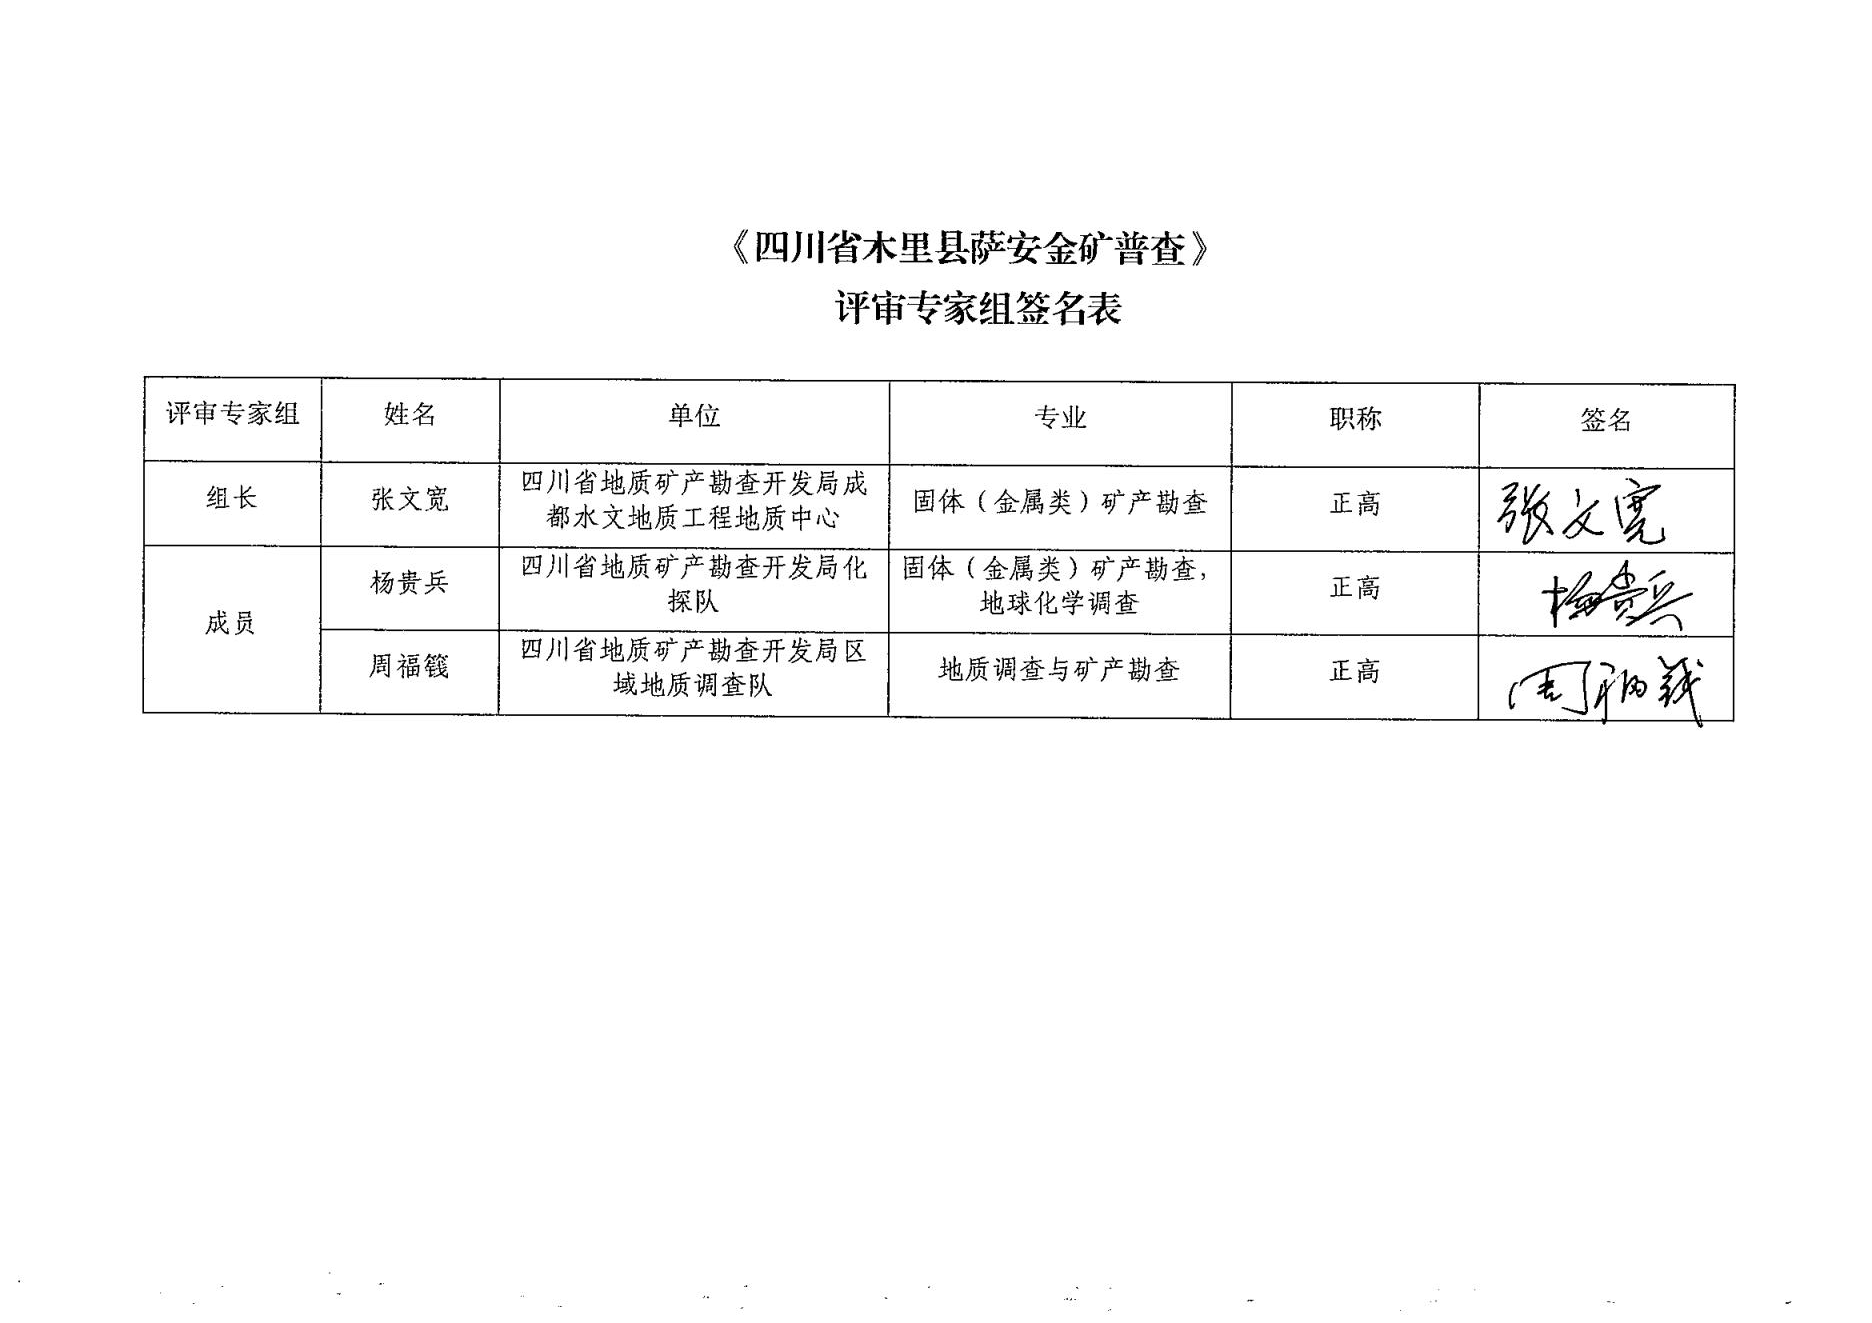 《四川省木里县萨安金矿普查》
评审专家组签名表
评审专家组 姓名 单位 专业 职称 签名
组长 张文宽 四川省地质矿产勘查开发局成都水文地质工程地质中心 固体（金属类）矿产勘查 正高 张文宽
成员 杨贵兵 四川省地质矿产勘查开发局化探队 固体（金属类）矿产勘查，地球化学调查 正高 杨贵兵
周福篯 四川省地质矿产勘查开发局区域地质调查队 地质调查与矿产勘查 正高 周福篯